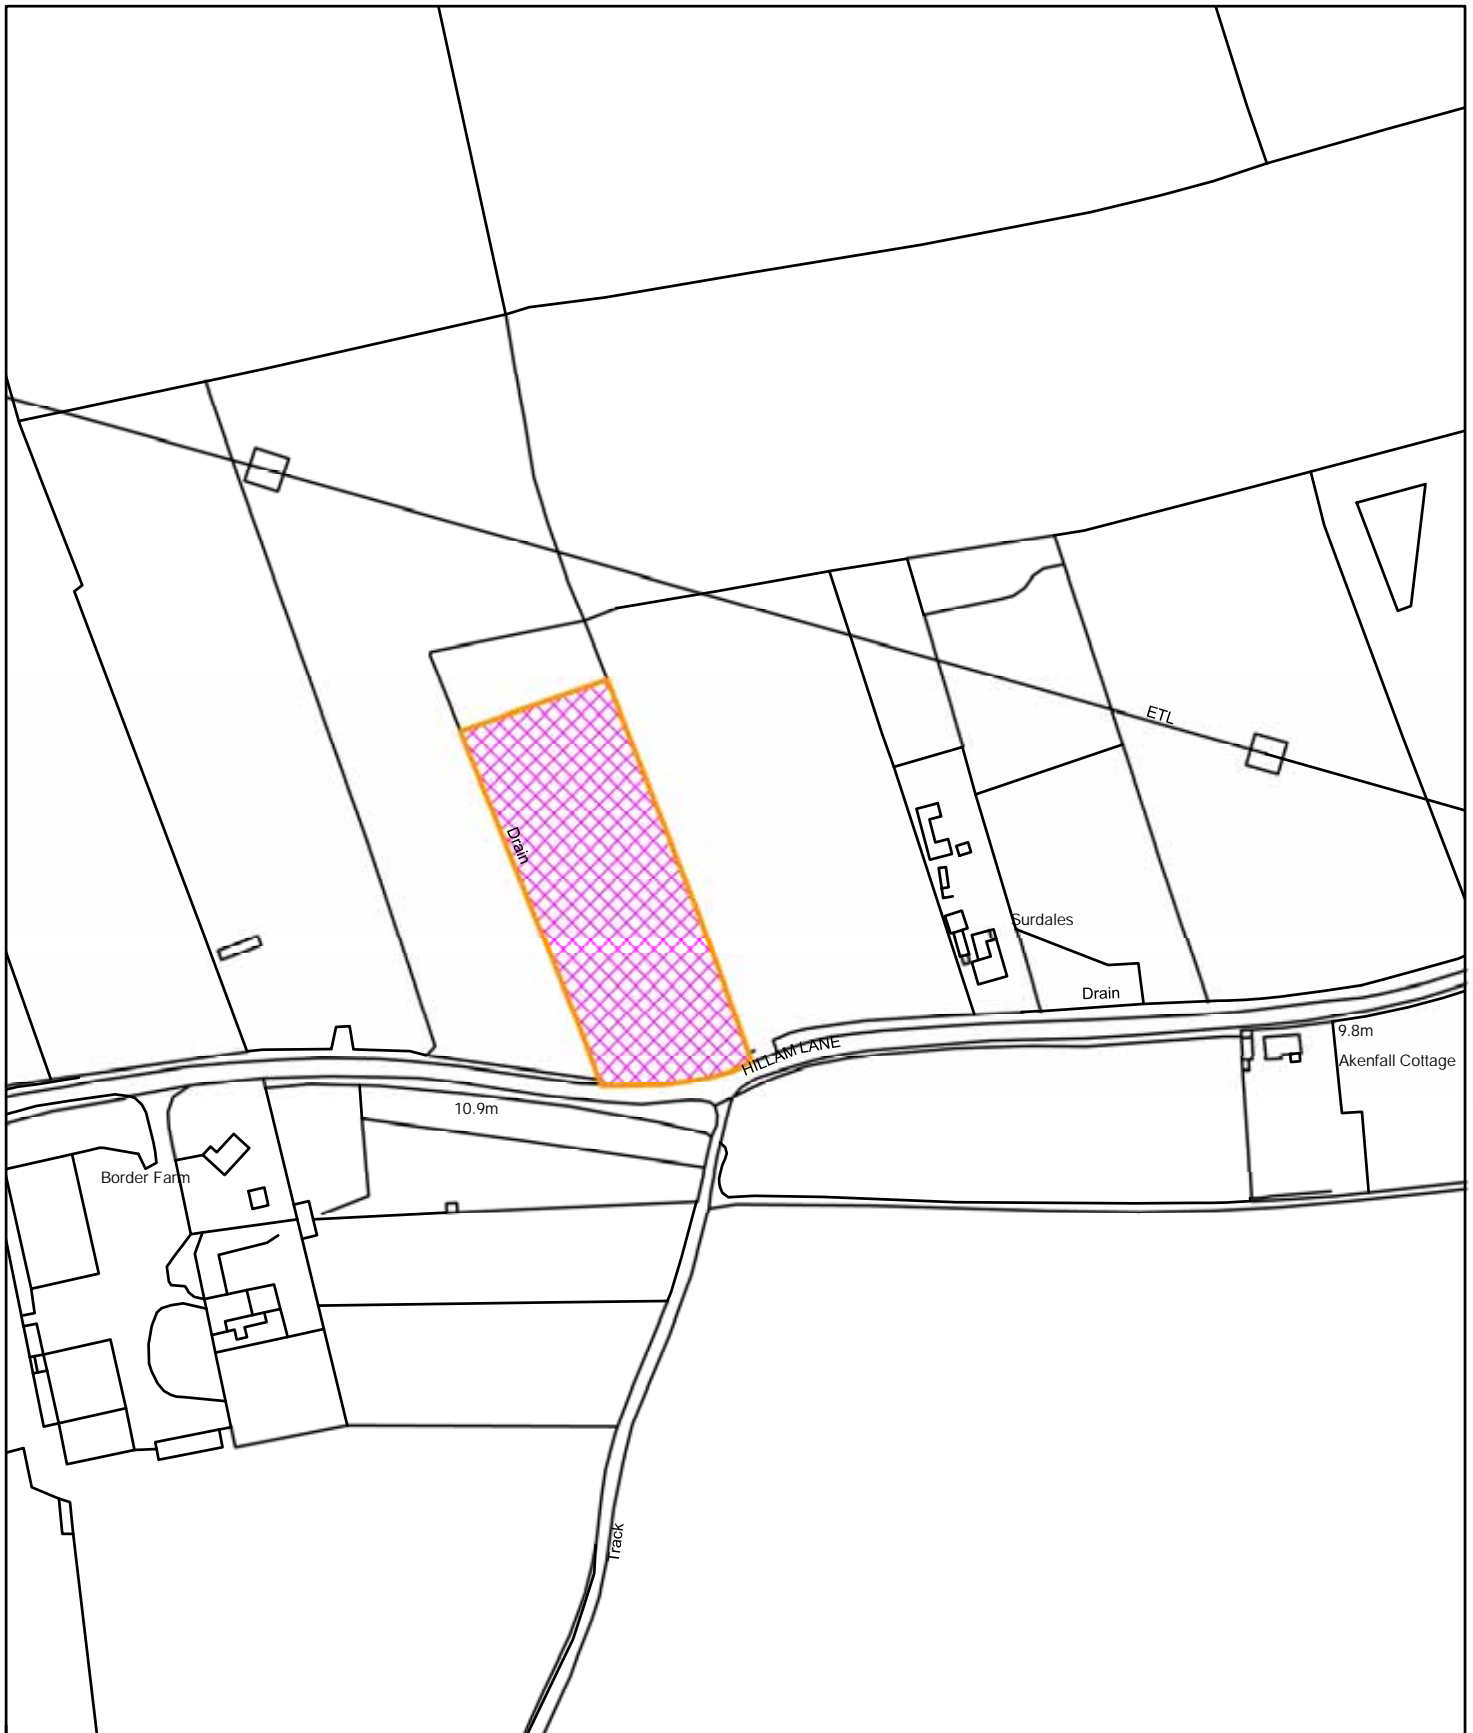 ETL
Drain
Surdales
Drain
9.8m
HILLAM LANE
Akenfall Cottage
10.9m
Border Farm
Track